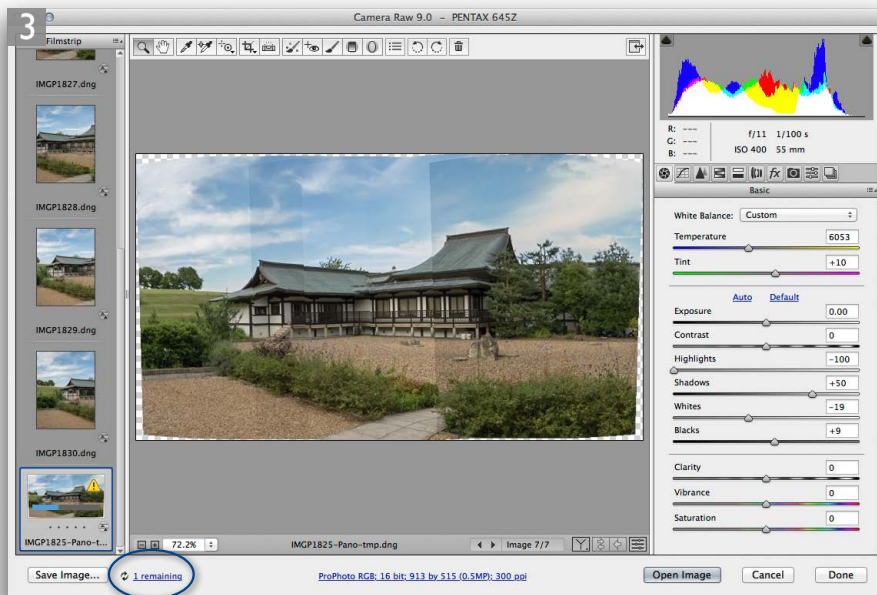 3
Camera Raw 9.0 – PENTAX 645Z
Filmstrip
IMGP1827.dng
IMGP1828.dng
IMGP1829.dng
IMGP1830.dng
IMGP1825-Pano-t...
72.2%
IMGP1825-Pano-tmp.dng
Image 7/7
R: ---
G: ---
B: ---
f/11 1/100 s
ISO 400 55 mm
fx
Basic
White Balance: Custom
Temperature 6053
Tint +10
Auto Default
Exposure 0.00
Contrast 0
Highlights -100
Shadows +50
Whites -19
Blacks +9
Clarity 0
Vibrance 0
Saturation 0
Save Image... 1 remaining ProPhoto RGB; 16 bit; 913 by 515 (0.5MP); 300 ppi Open Image Cancel Done